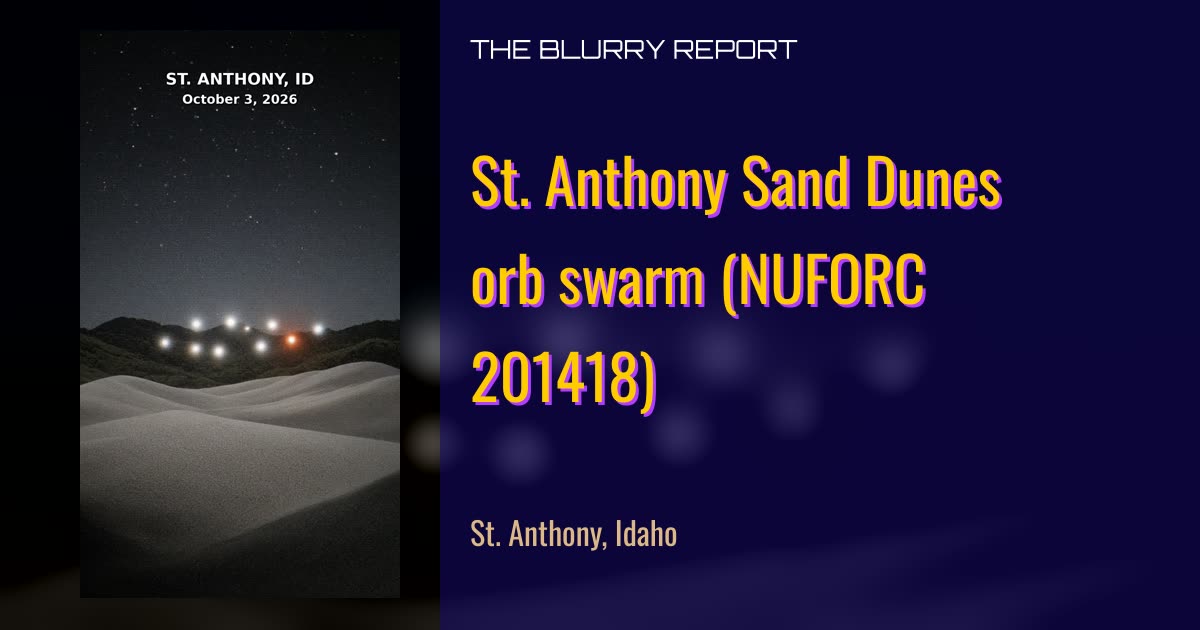 ST. ANTHONY, ID
October 3, 2026
THE BLURRY REPORT
St. Anthony Sand Dunes
orb swarm (NUFORC
201418)
St. Anthony, Idaho